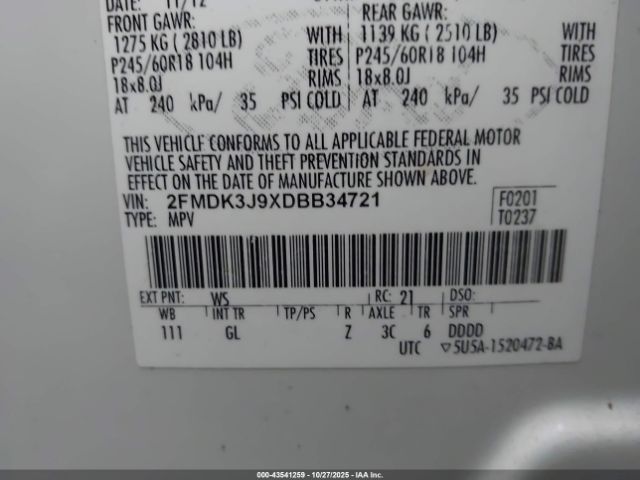 DATE: 11/12
FRONT GAWR: REAR GAWR:
1275 KG ( 2810 LB) WITH 1139 KG ( 2510 LB) WITH
P245/60R18 104H TIRES P245/60R18 104H TIRES
18x8.0J RIMS 18x8.0J RIMS
AT 240 kPa/ 35 PSI COLD AT 240 kPa/ 35 PSI COLD
THIS VEHICLE CONFORMS TO ALL APPLICABLE FEDERAL MOTOR
VEHICLE SAFETY AND THEFT PREVENTION STANDARDS IN
EFFECT ON THE DATE OF MANUFACTURE SHOWN ABOVE.
VIN: 2FMDK3J9XDBB34721 F0201
TYPE: MPV T0237
EXT PNT: WS RC: 21 DSO:
WB INT TR TP/PS R AXLE TR SPR
111 GL Z 3C 6 DDDD
UTC ▽5U5A-1520472-BA
000-43541259 | 10/27/2025 | IAAI.com